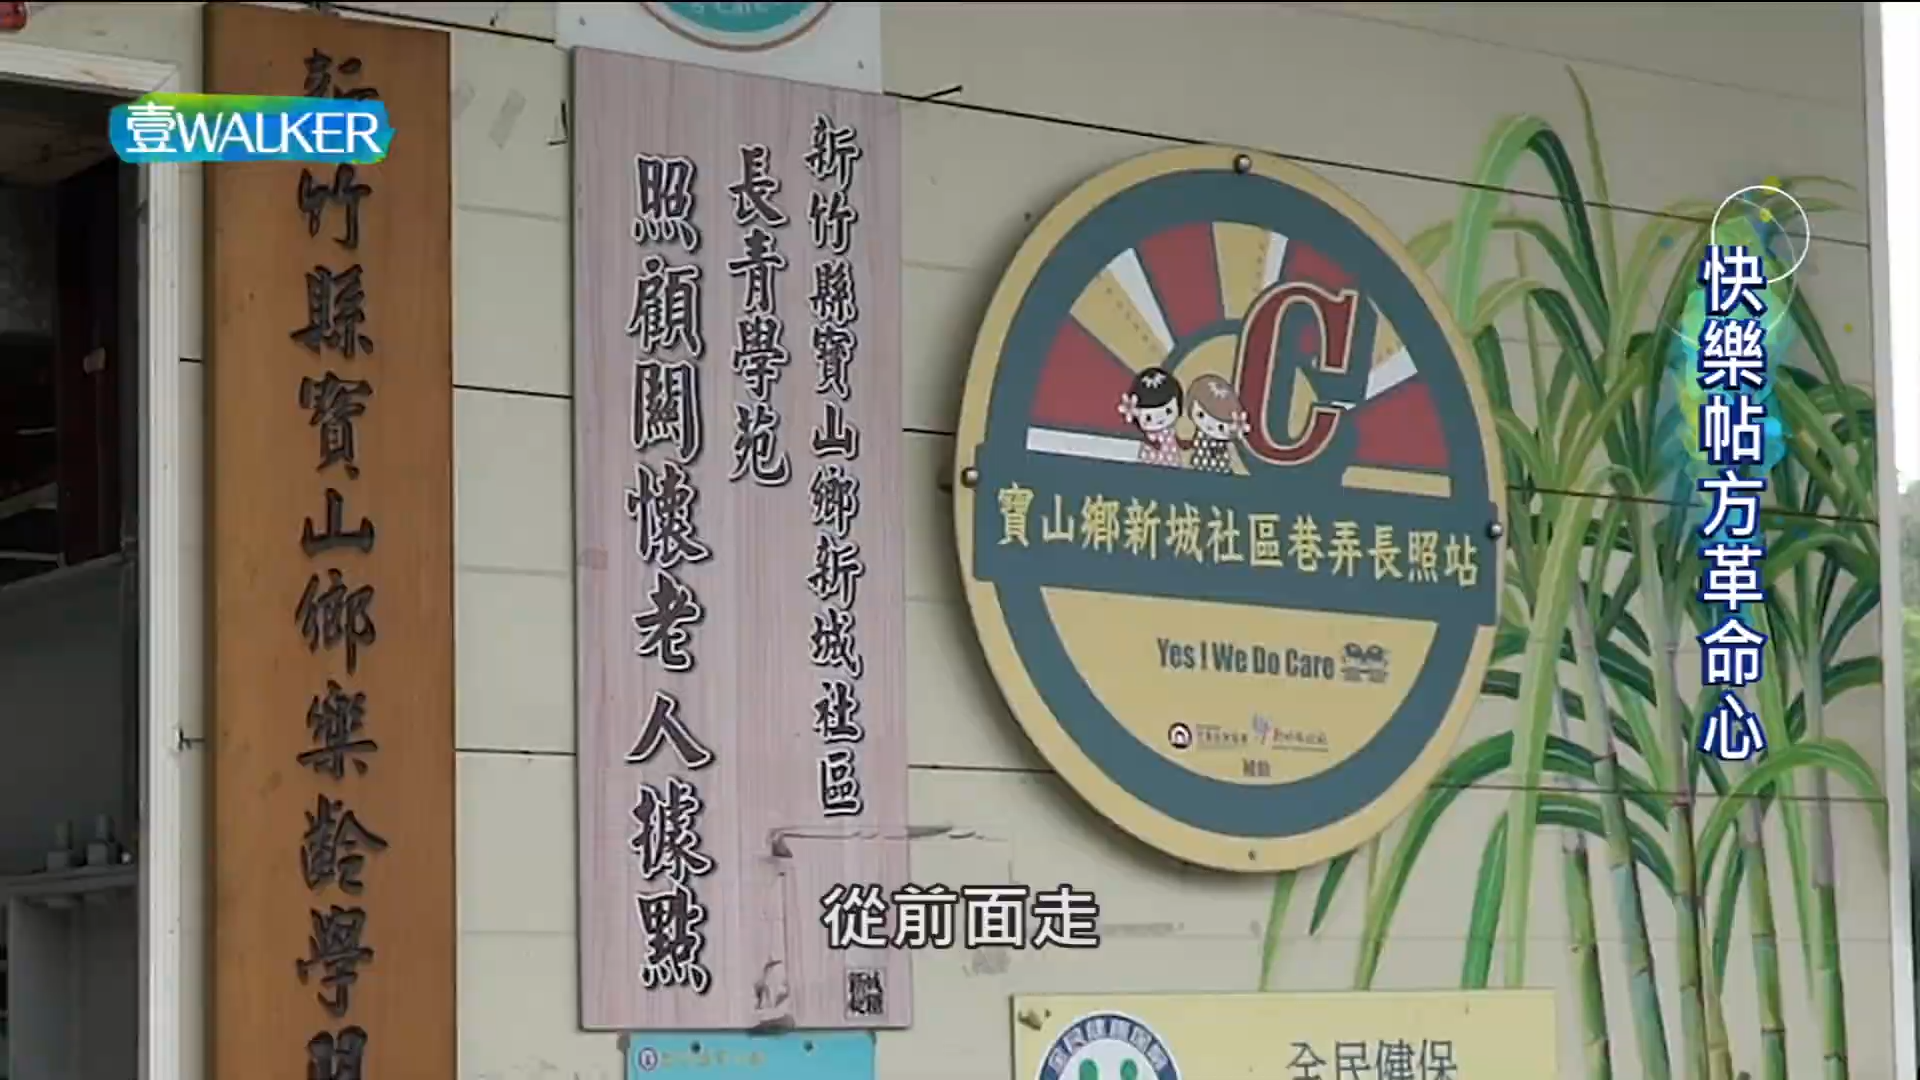 壹WALKER
新竹縣寶山鄉樂齡學習
新竹縣寶山鄉新城社區
長青學苑
照顧關懷老人據點
C
寶山鄉新城社區巷弄長照站
Yes ! We Do Care
補助
快樂帖方革命心
從前面走
全民健保